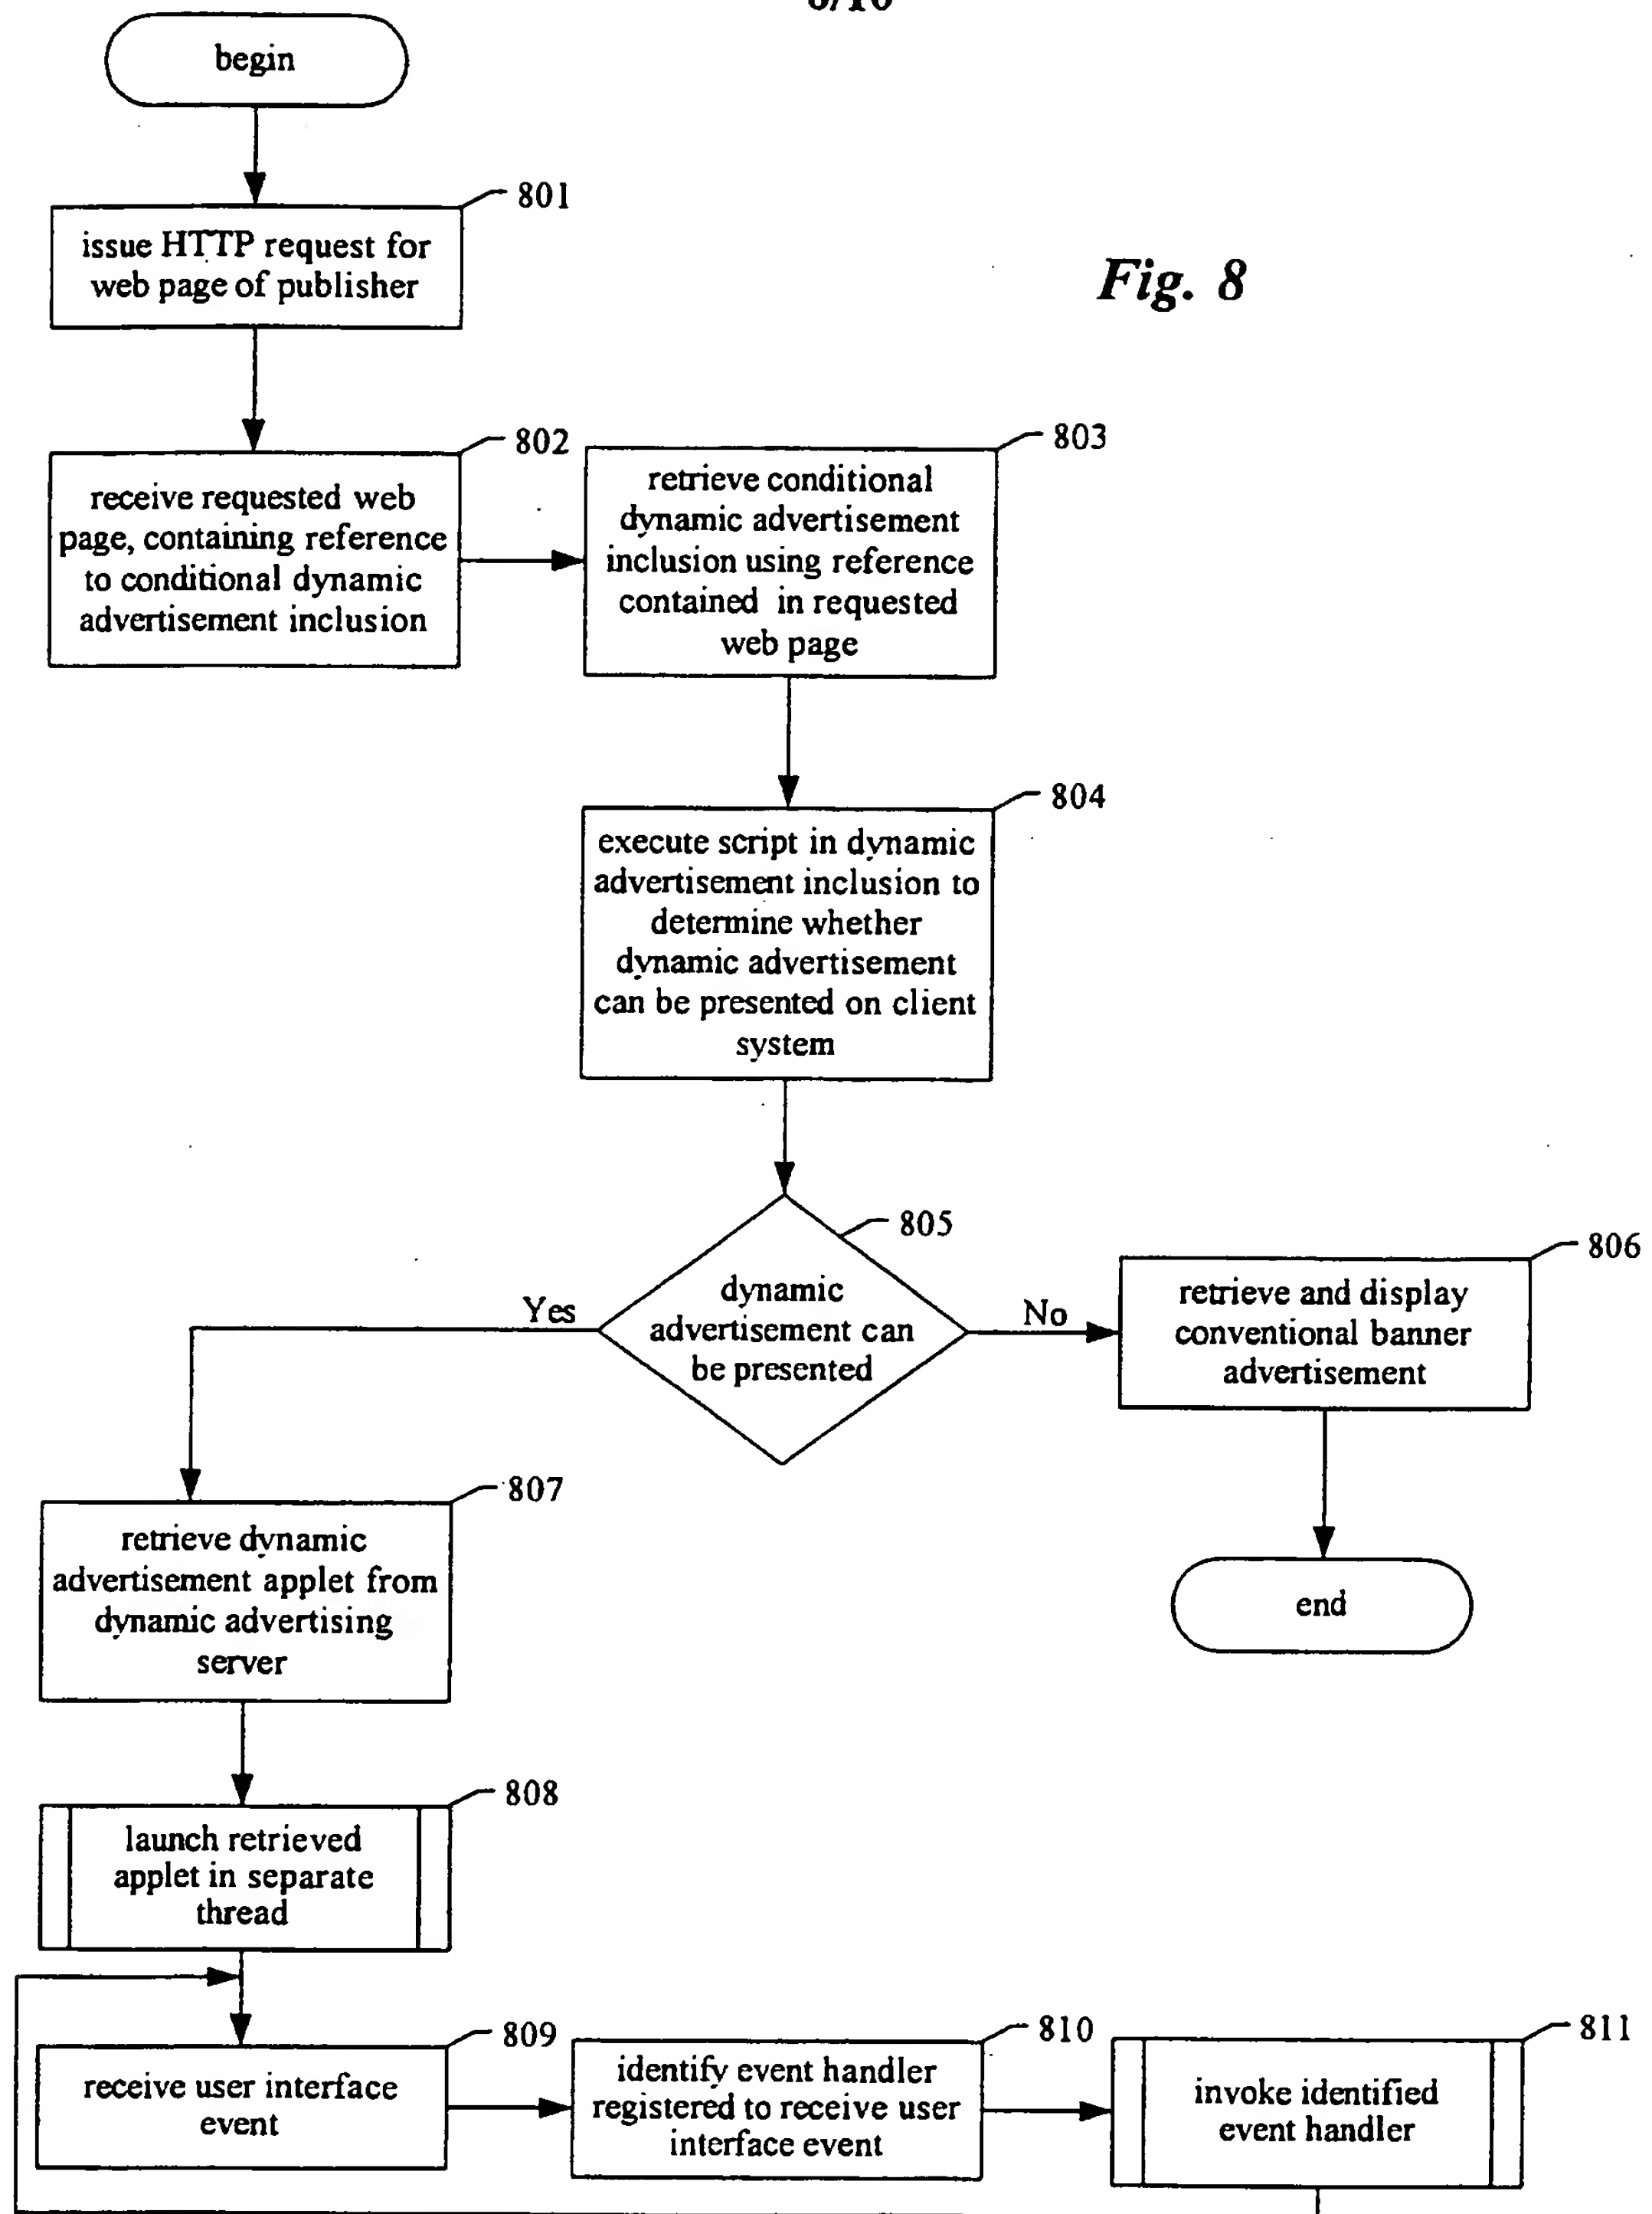 begin
801
issue HTTP request for
web page of publisher
Fig. 8
802
receive requested web
page, containing reference
to conditional dynamic
advertisement inclusion
803
retrieve conditional
dynamic advertisement
inclusion using reference
contained in requested
web page
804
execute script in dynamic
advertisement inclusion to
determine whether
dynamic advertisement
can be presented on client
system
805
dynamic
advertisement can
be presented
Yes
No
806
retrieve and display
conventional banner
advertisement
end
807
retrieve dynamic
advertisement applet from
dynamic advertising
server
808
launch retrieved
applet in separate
thread
809
receive user interface
event
810
identify event handler
registered to receive user
interface event
811
invoke identified
event handler